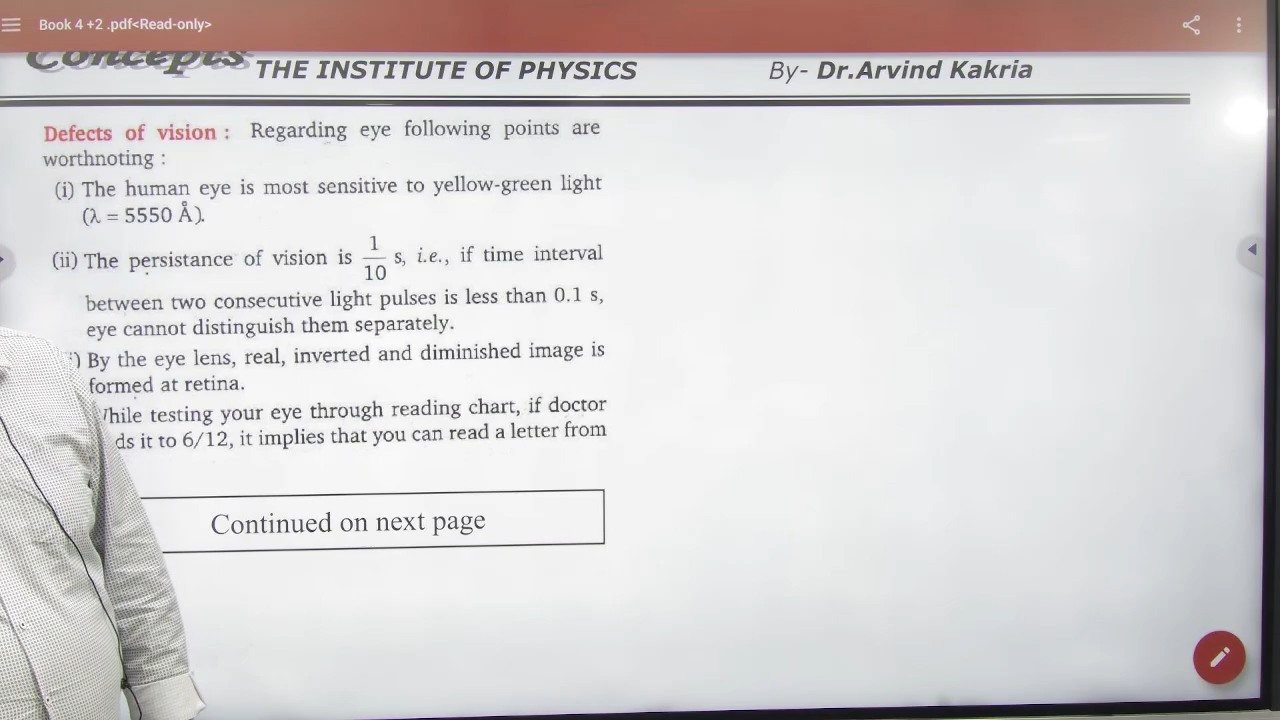 Book 4 +2 .pdf<Read-only>
Concepts THE INSTITUTE OF PHYSICS By- Dr.Arvind Kakria
Defects of vision : Regarding eye following points are
worthnoting :
(i) The human eye is most sensitive to yellow-green light
(λ = 5550 Å).
(ii) The persistance of vision is 1/10 s, i.e., if time interval
between two consecutive light pulses is less than 0.1 s,
eye cannot distinguish them separately.
) By the eye lens, real, inverted and diminished image is
formed at retina.
hile testing your eye through reading chart, if doctor
ds it to 6/12, it implies that you can read a letter from
Continued on next page